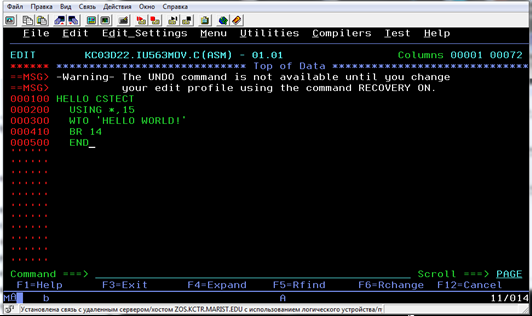 Файл Правка Вид Связь Действия Окно Справка
File Edit Edit_Settings Menu Utilities Compilers Test Help
EDIT KC03D22.IU563MOV.C(ASM) - 01.01 Columns 00001 00072
****** ***************************** Top of Data ******************************
==MSG> -Warning- The UNDO command is not available until you change
==MSG> your edit profile using the command RECOVERY ON.
000100 HELLO CSTECT
000200 USING *,15
000300 WTO 'HELLO WORLD!'
000410 BR 14
000500 END
''''''
''''''
''''''
''''''
''''''
''''''
''''''
''''''
''''''
Command ===> Scroll ===> PAGE
F1=Help F3=Exit F4=Expand F5=Rfind F6=Rchange F12=Cancel
b A 11/014
Установлена связь с удаленным сервером/хостом ZOS.KCTR.MARIST.EDU с использованием логического устройства/п